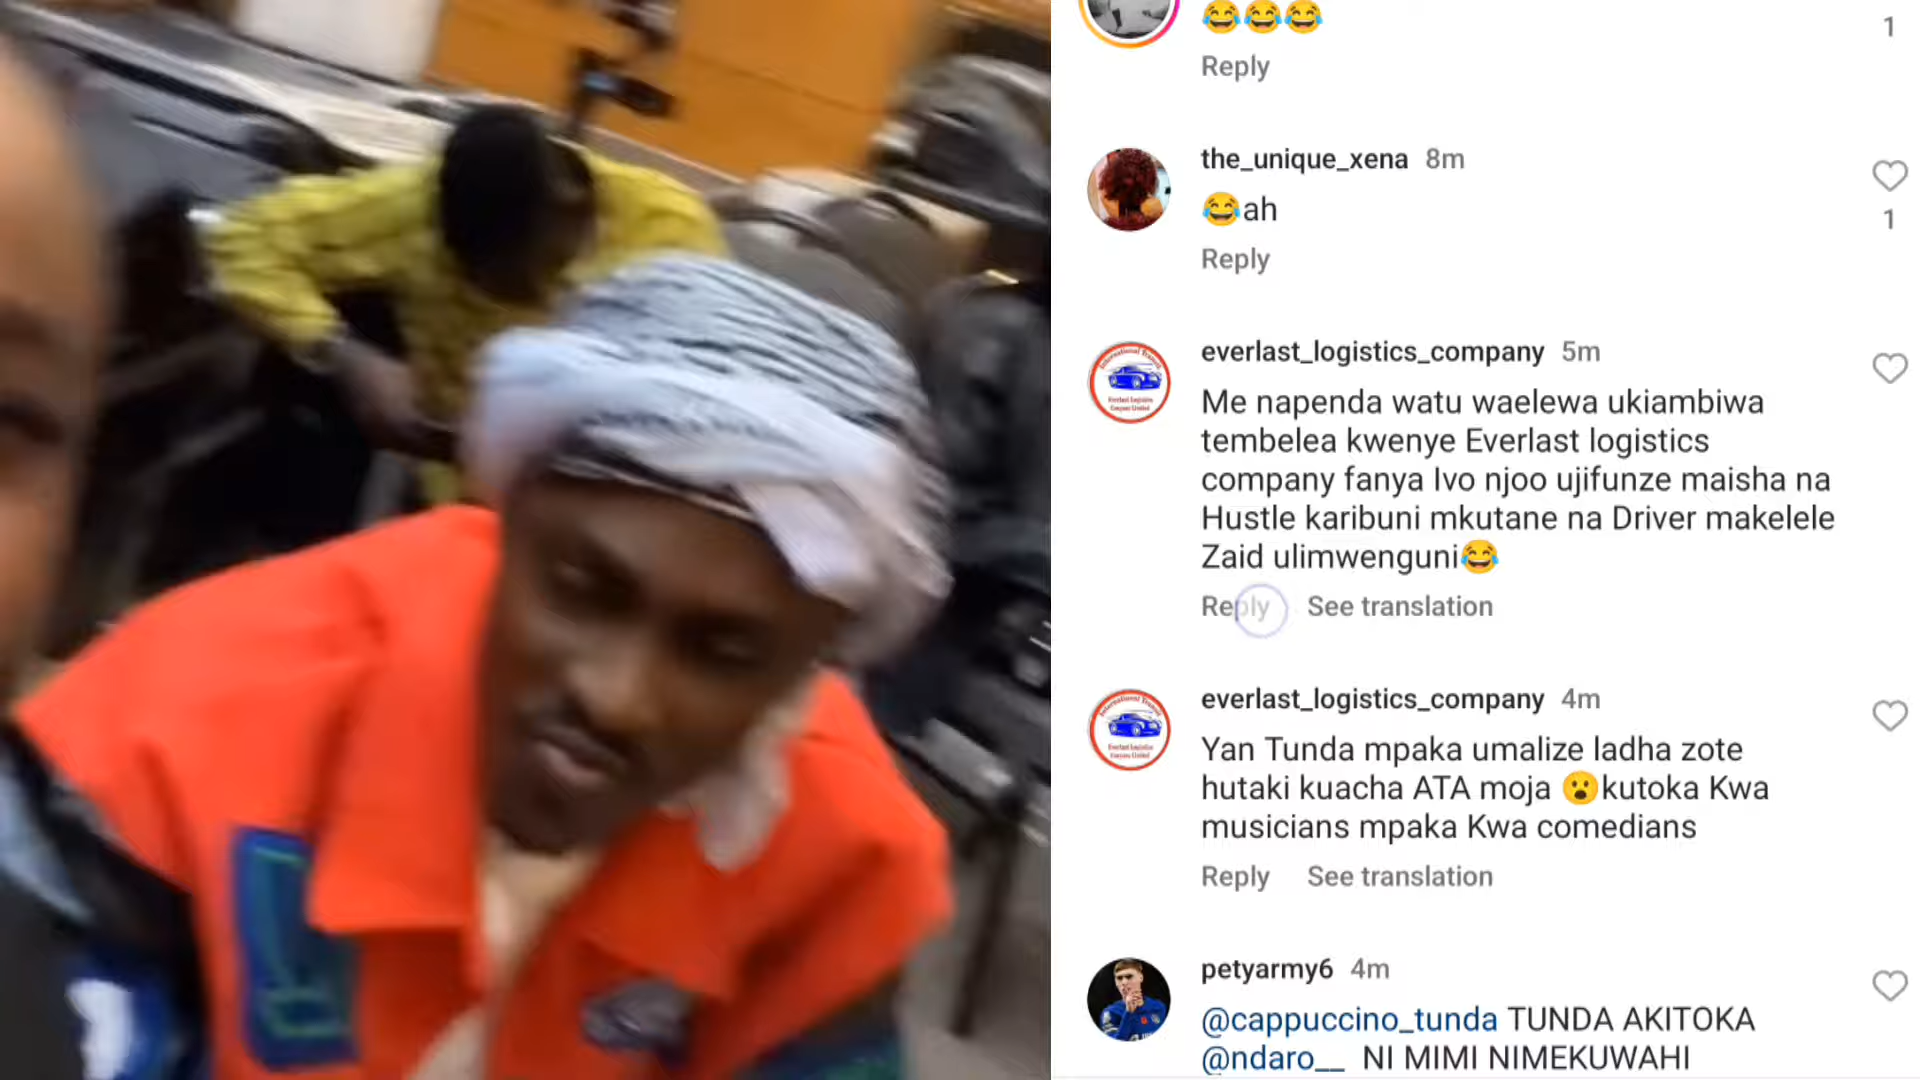 😂😂😂
1
Reply
the_unique_xena 8m
😂ah
1
Reply
everlast_logistics_company 5m
Me napenda watu waelewa ukiambiwa
tembelea kwenye Everlast logistics
company fanya Ivo njoo ujifunze maisha na
Hustle karibuni mkutane na Driver makelele
Zaid ulimwenguni😂
Reply See translation
everlast_logistics_company 4m
Yan Tunda mpaka umalize ladha zote
hutaki kuacha ATA moja 😮kutoka Kwa
musicians mpaka Kwa comedians
Reply See translation
petyarmy6 4m
@cappuccino_tunda TUNDA AKITOKA
@ndaro__ NI MIMI NIMEKUWAHI